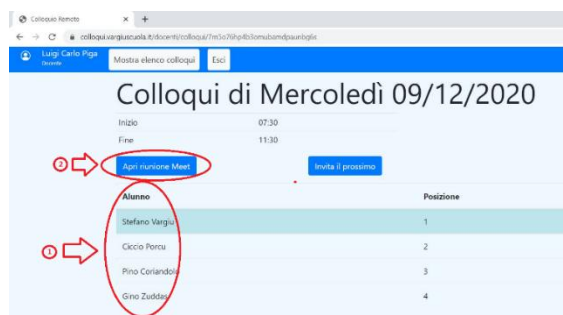 Colloquio Remoto
colloqui.vargiuscuola.it/docenti/colloqui/
Luigi Carlo Piga
Docente
Mostra elenco colloqui
Esci
Colloqui di Mercoledì 09/12/2020
Inizio 07:30
Fine 11:30
2
Apri riunione Meet
Invita il prossimo
Alunno Posizione
Stefano Vargiu 1
1
Ciccio Porcu 2
Pino Coriandolo 3
Gino Zuddas 4